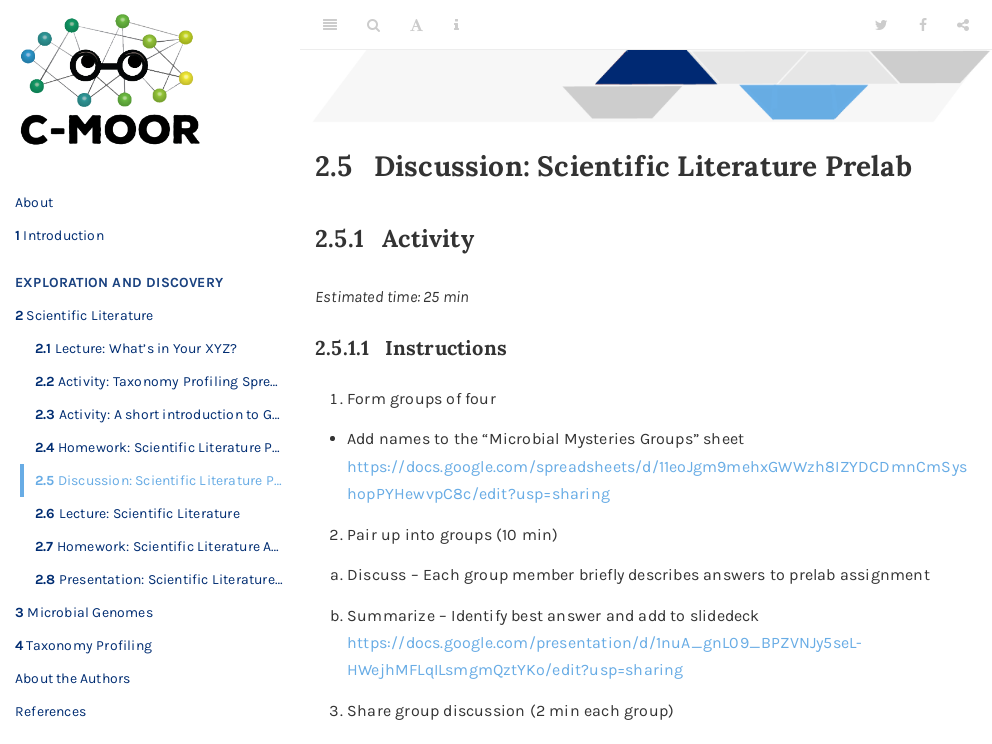 C-MOOR
About
1 Introduction
EXPLORATION AND DISCOVERY
2 Scientific Literature
2.1 Lecture: What's in Your XYZ?
2.2 Activity: Taxonomy Profiling Spre…
2.3 Activity: A short introduction to G…
2.4 Homework: Scientific Literature P…
2.5 Discussion: Scientific Literature P…
2.6 Lecture: Scientific Literature
2.7 Homework: Scientific Literature A…
2.8 Presentation: Scientific Literature…
3 Microbial Genomes
4 Taxonomy Profiling
About the Authors
References
2.5 Discussion: Scientific Literature Prelab
2.5.1 Activity
Estimated time: 25 min
2.5.1.1 Instructions
1. Form groups of four
• Add names to the “Microbial Mysteries Groups” sheet
https://docs.google.com/spreadsheets/d/11eoJgm9mehxGWWzh8IZYDCDmnCmSys
hopPYHewvpC8c/edit?usp=sharing
2. Pair up into groups (10 min)
a. Discuss – Each group member briefly describes answers to prelab assignment
b. Summarize – Identify best answer and add to slidedeck
https://docs.google.com/presentation/d/1nuA_gnL09_BPZVNJy5seL-
HWejhMFLqILsmgmQztYKo/edit?usp=sharing
3. Share group discussion (2 min each group)